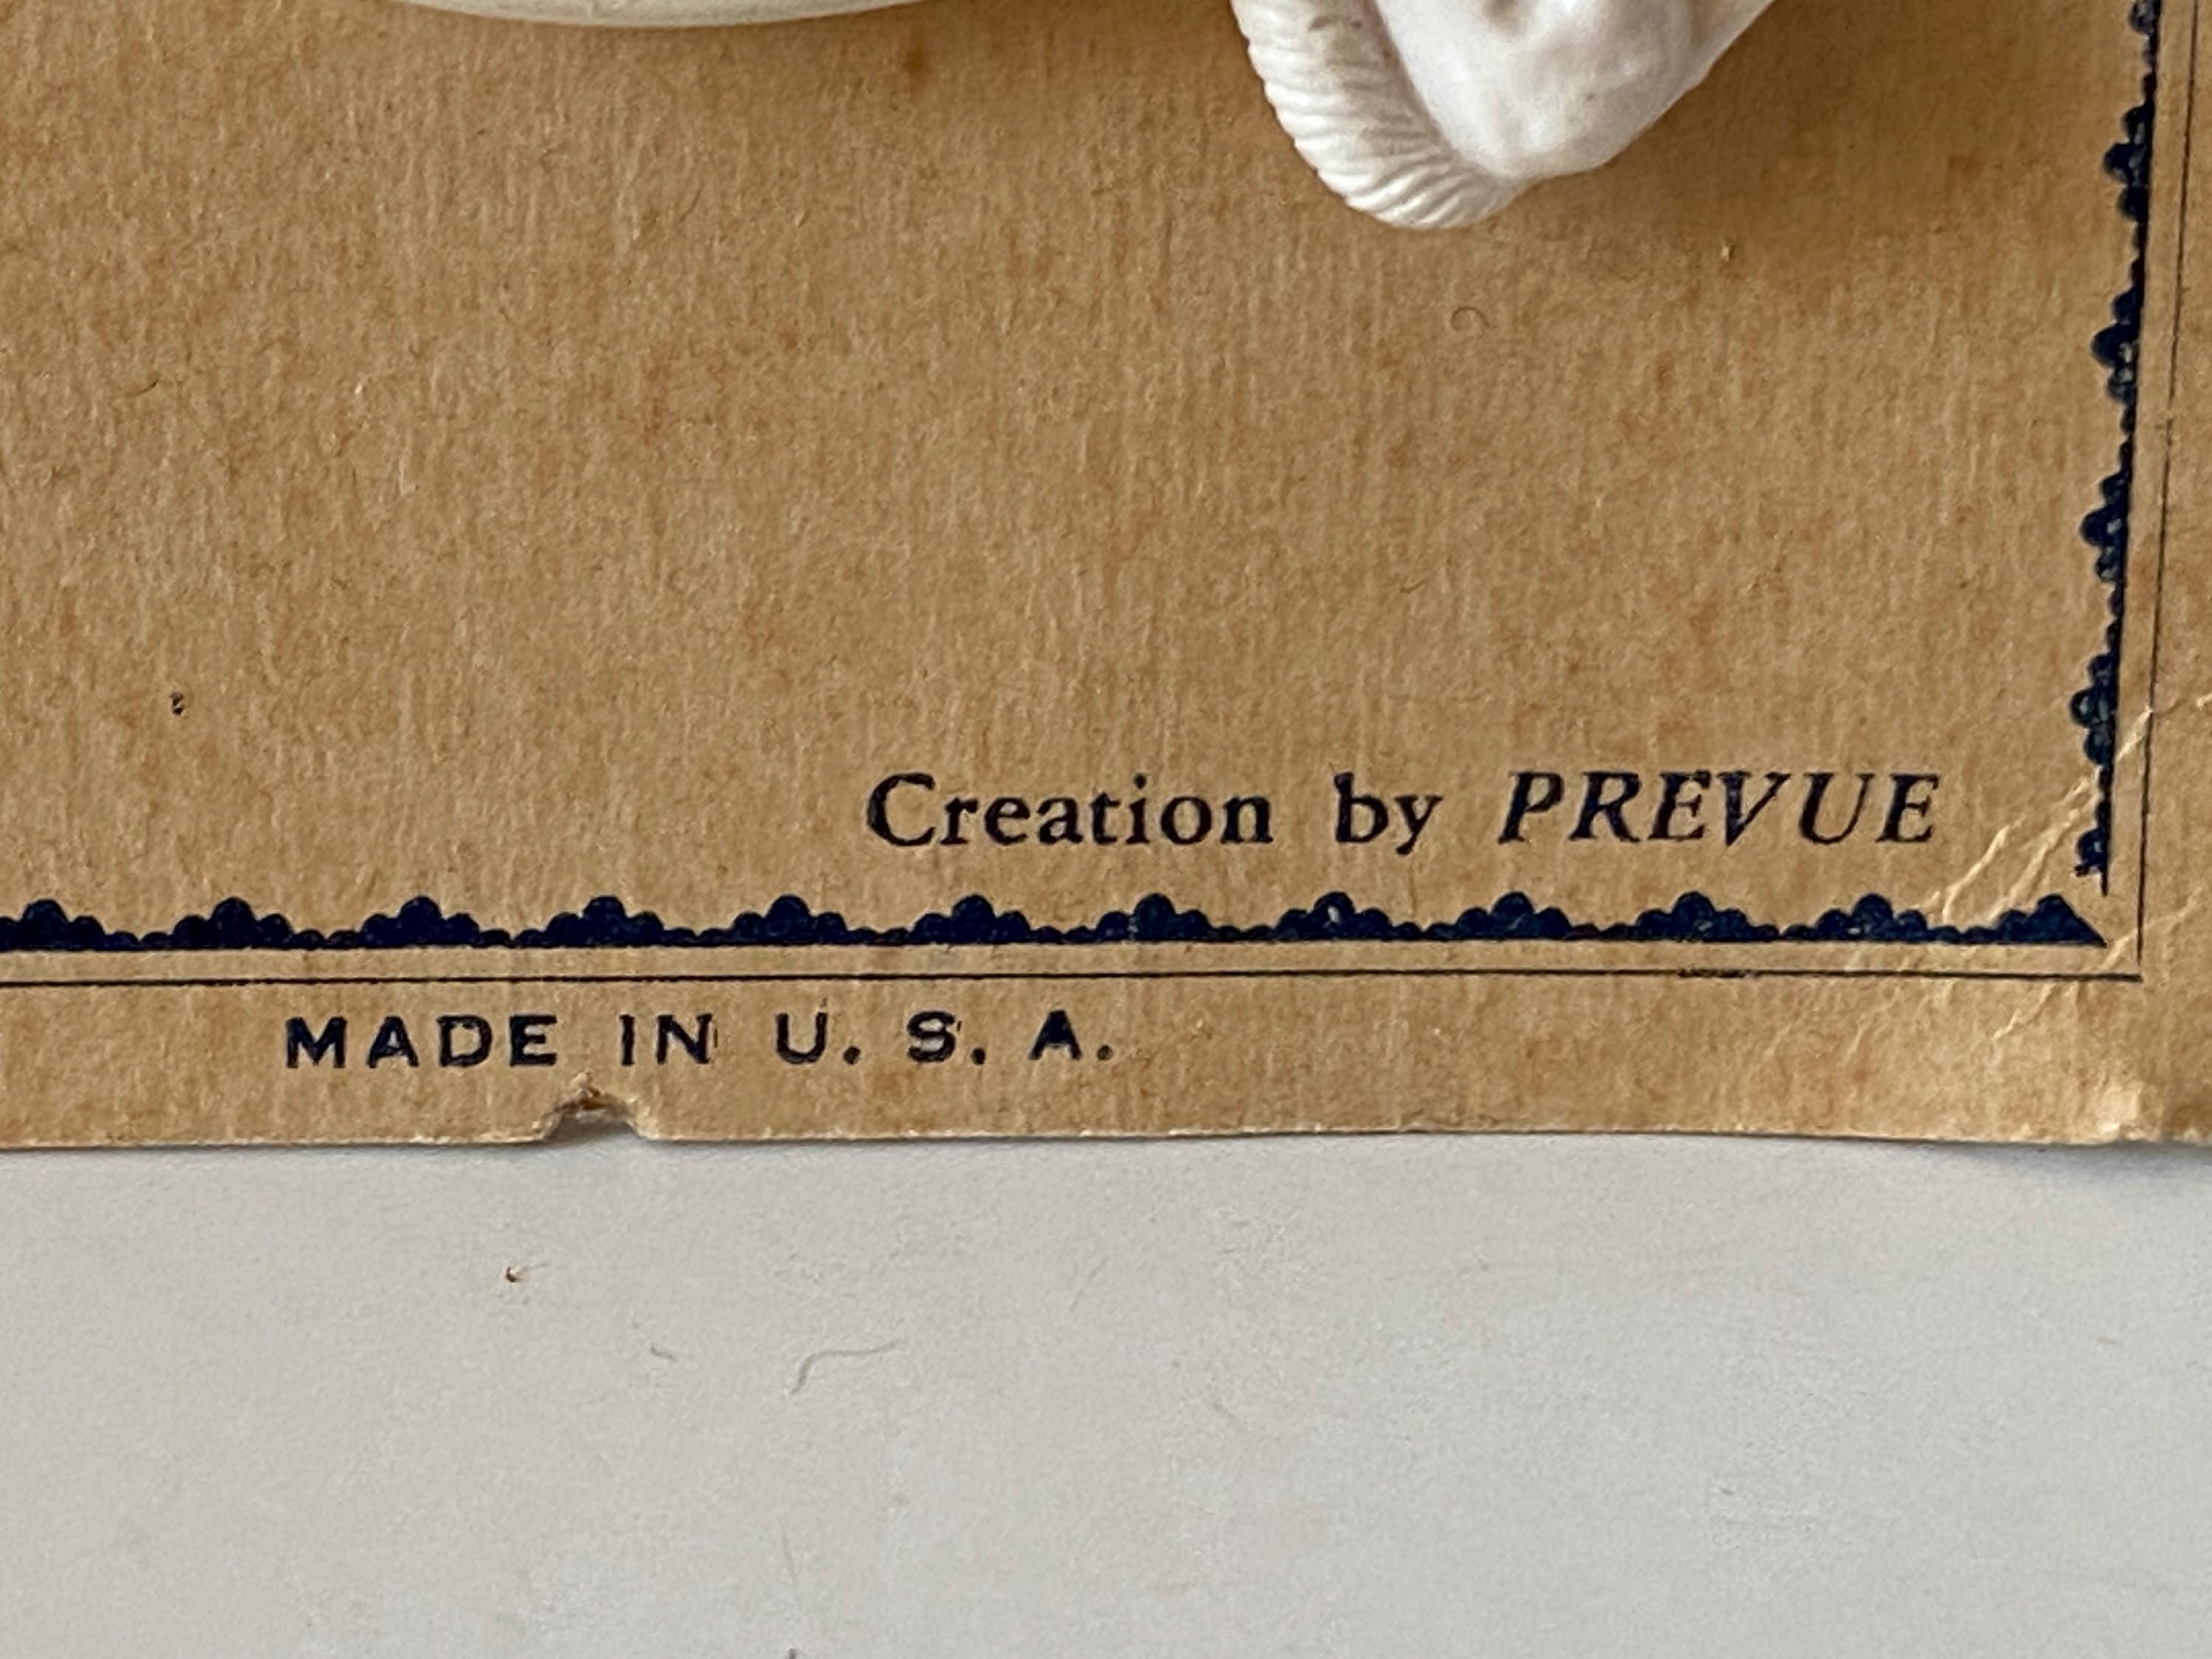 Creation by PREVUE
MADE IN U. S. A.